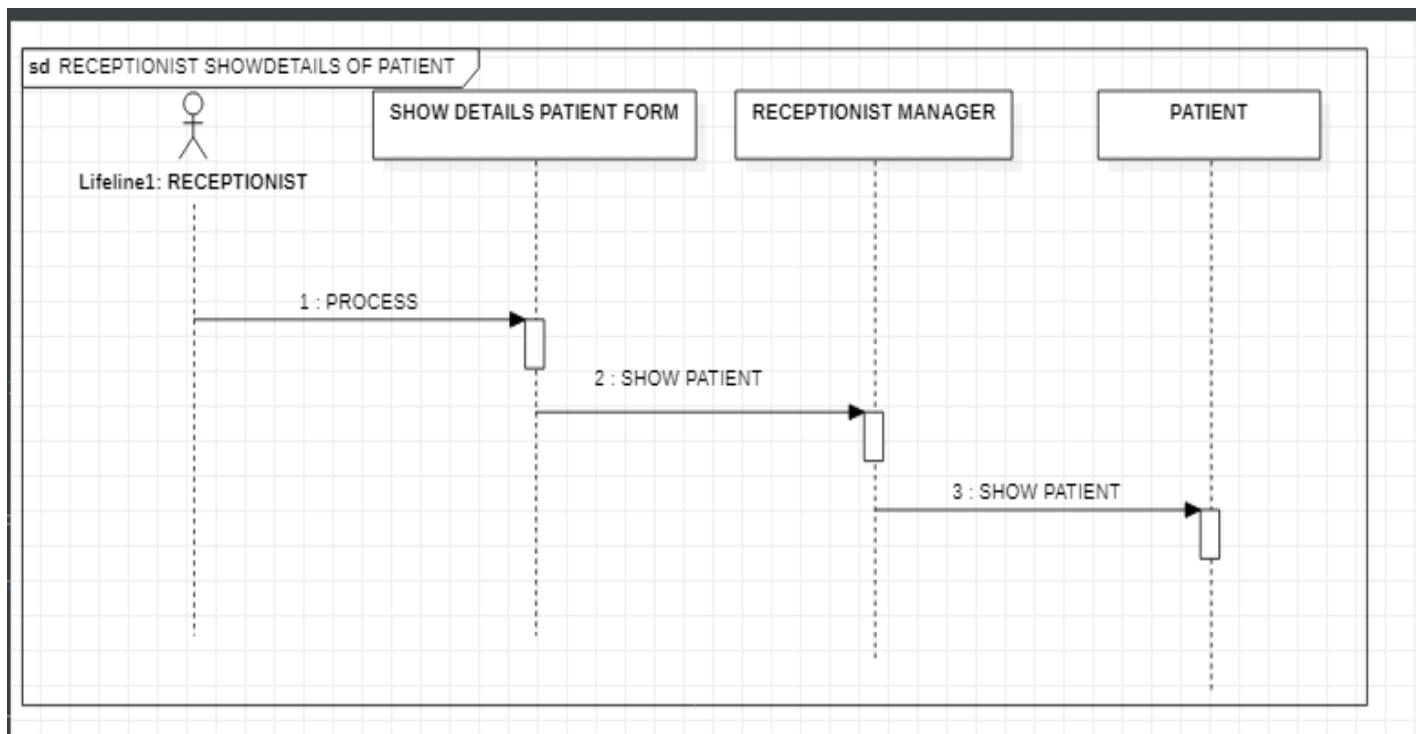 sd RECEPTIONIST SHOWDETAILS OF PATIENT
SHOW DETAILS PATIENT FORM
RECEPTIONIST MANAGER
PATIENT
Lifeline1: RECEPTIONIST
1 : PROCESS
2 : SHOW PATIENT
3 : SHOW PATIENT